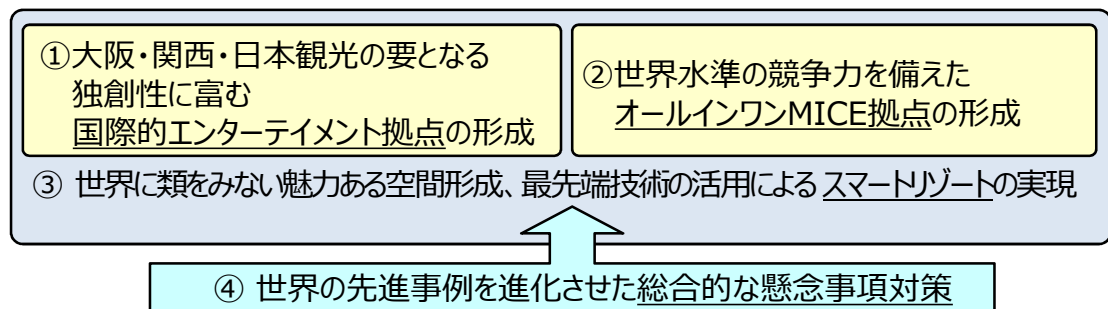 ①大阪・関西・日本観光の要となる
独創性に富む
国際的エンターテイメント拠点の形成
②世界水準の競争力を備えた
オールインワンMICE拠点の形成
③ 世界に類をみない魅力ある空間形成、最先端技術の活用による スマートリゾートの実現
④ 世界の先進事例を進化させた総合的な懸念事項対策